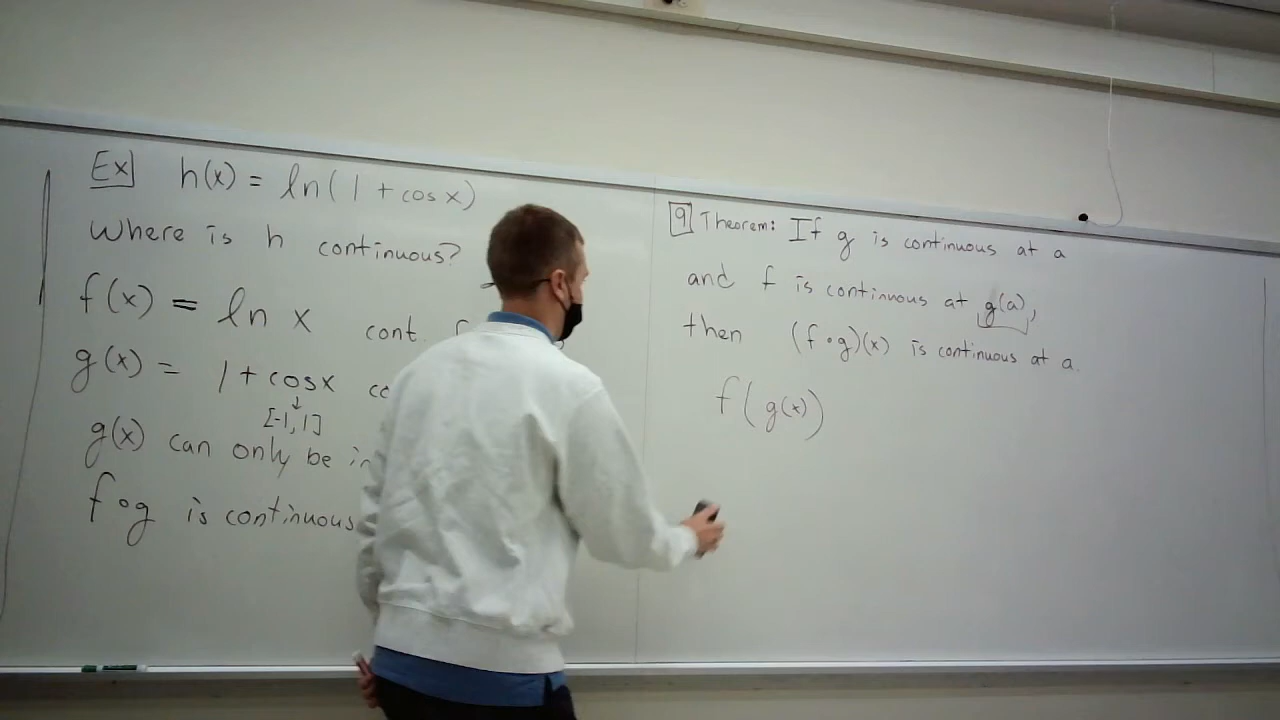 Ex h(x) = ln(1 + cos x)
Where is h continuous?
f(x) = ln x cont.
g(x) = 1 + cos x
↓
[-1, 1]
g(x) can only be
f∘g is continuous
9 Theorem: If g is continuous at a
and f is continuous at g(a),
then (f∘g)(x) is continuous at a.
f(g(x))